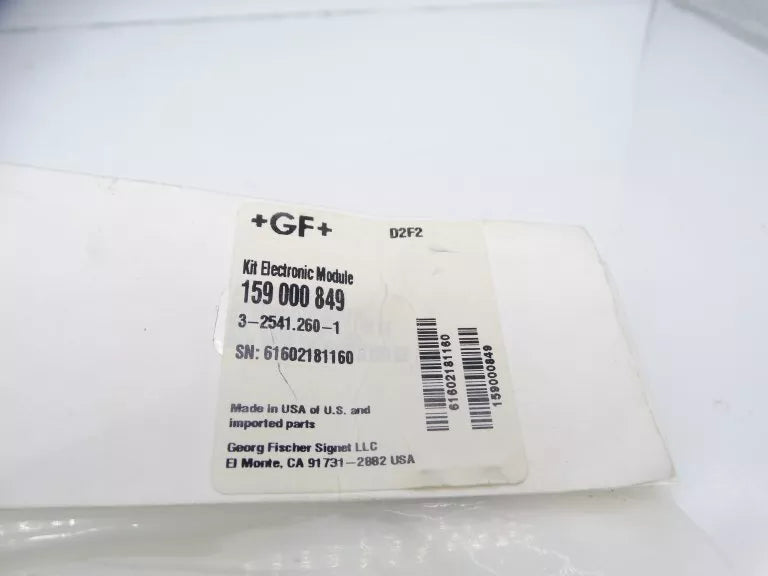 +GF+
D2F2
Kit Electronic Module
159 000 849
3-2541.260-1
SN: 61602181160
Made in USA of U.S. and
imported parts
Georg Fischer Signet LLC
El Monte, CA 91731-2882 USA
61602181160
159000849